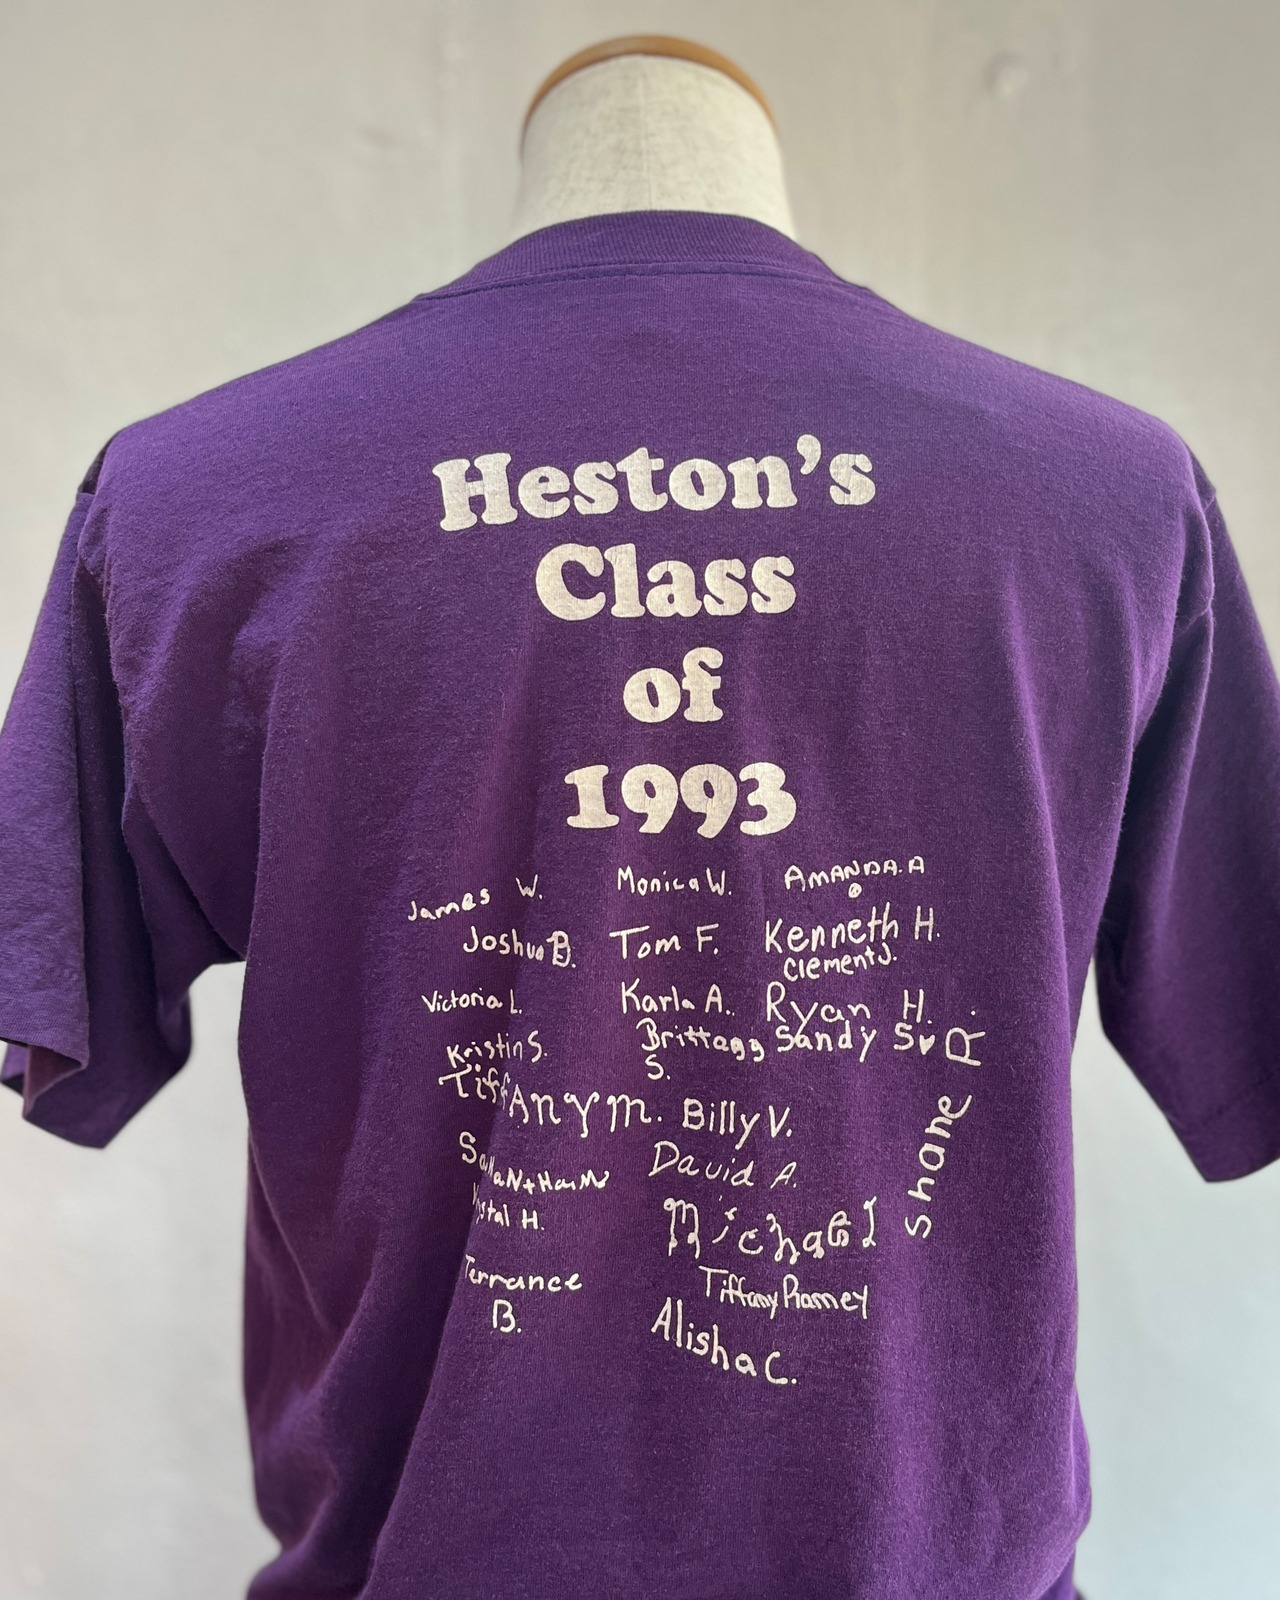 Heston's
Class
of
1993
James W.
Monica W.
AMANDA.A
Joshua B.
Tom F.
Kenneth H.
Clement J.
Victoria L.
Karla A.
Ryan H.
Kristin S.
Brittagg
S.
Sandy S.
Shane R.
TiffAnY m.
Billy V.
David A.
H.
Michael
Terrance
B.
Tiffany Ramey
Alisha C.